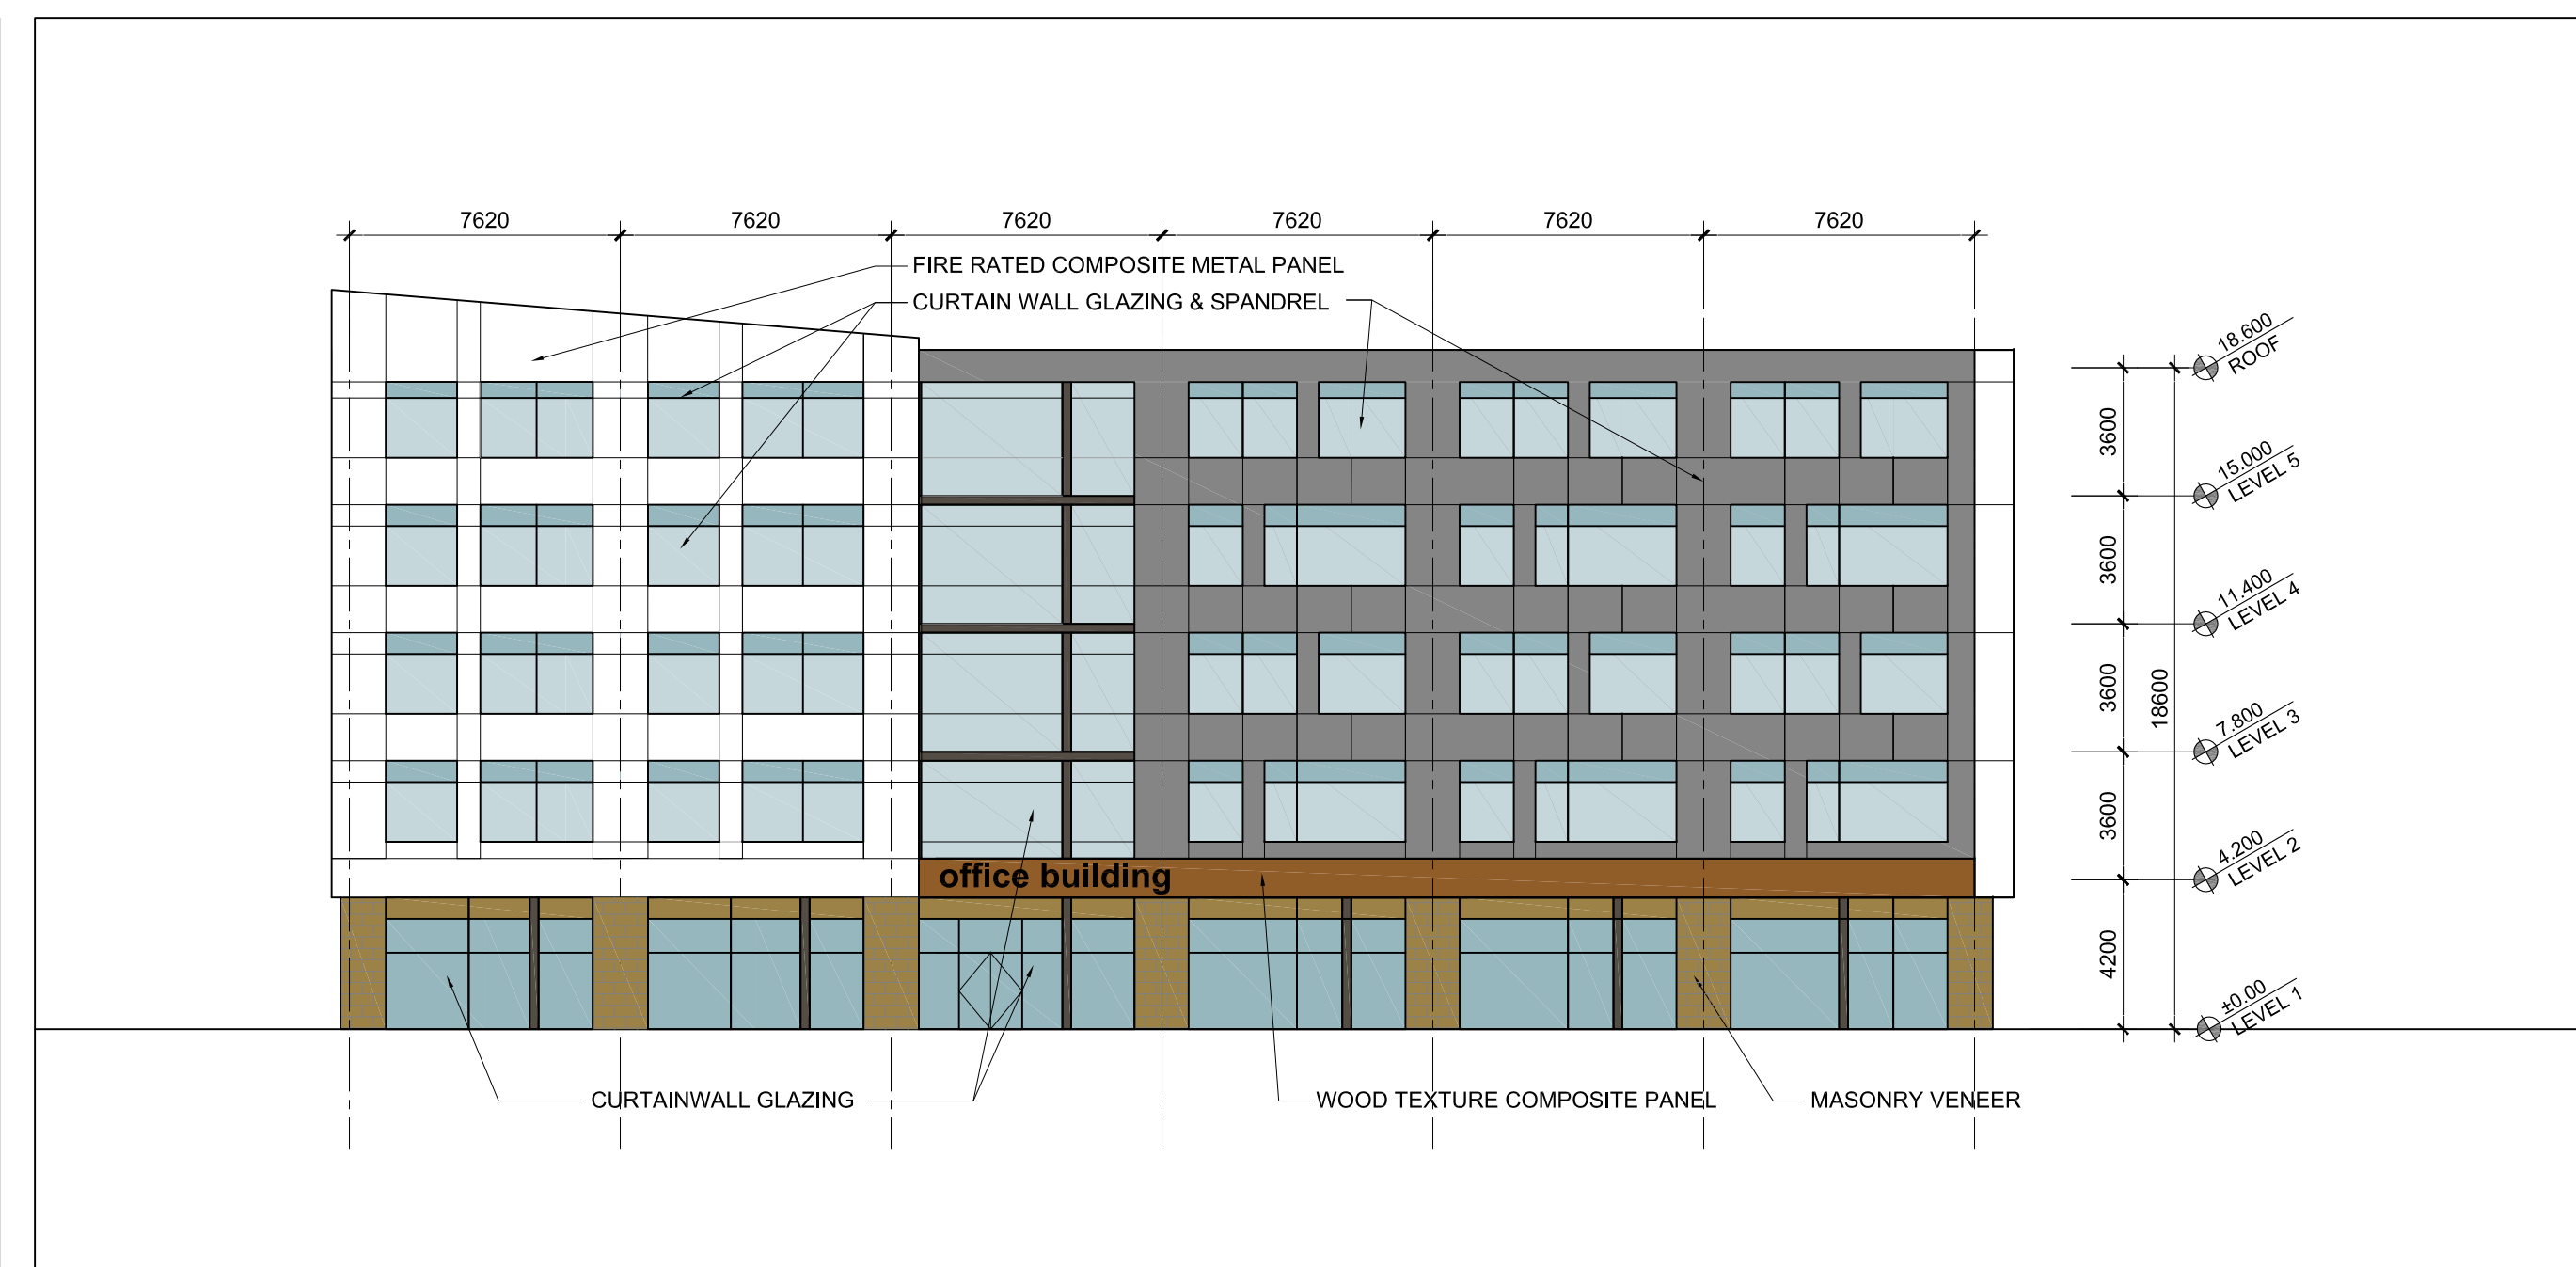 7620 7620 7620 7620 7620 7620
FIRE RATED COMPOSITE METAL PANEL
CURTAIN WALL GLAZING & SPANDREL
18.600
ROOF
3600
15.000
LEVEL 5
3600
11.400
LEVEL 4
3600
18600
7.800
LEVEL 3
3600
4.200
LEVEL 2
office building
4200
±0.00
LEVEL 1
CURTAINWALL GLAZING
WOOD TEXTURE COMPOSITE PANEL
MASONRY VENEER